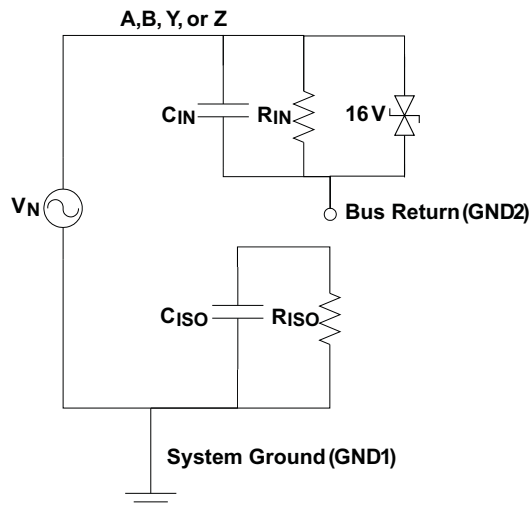 A,B, Y, or Z
CIN
RIN
16 V
VN
Bus Return (GND2)
CISO
RISO
System Ground (GND1)